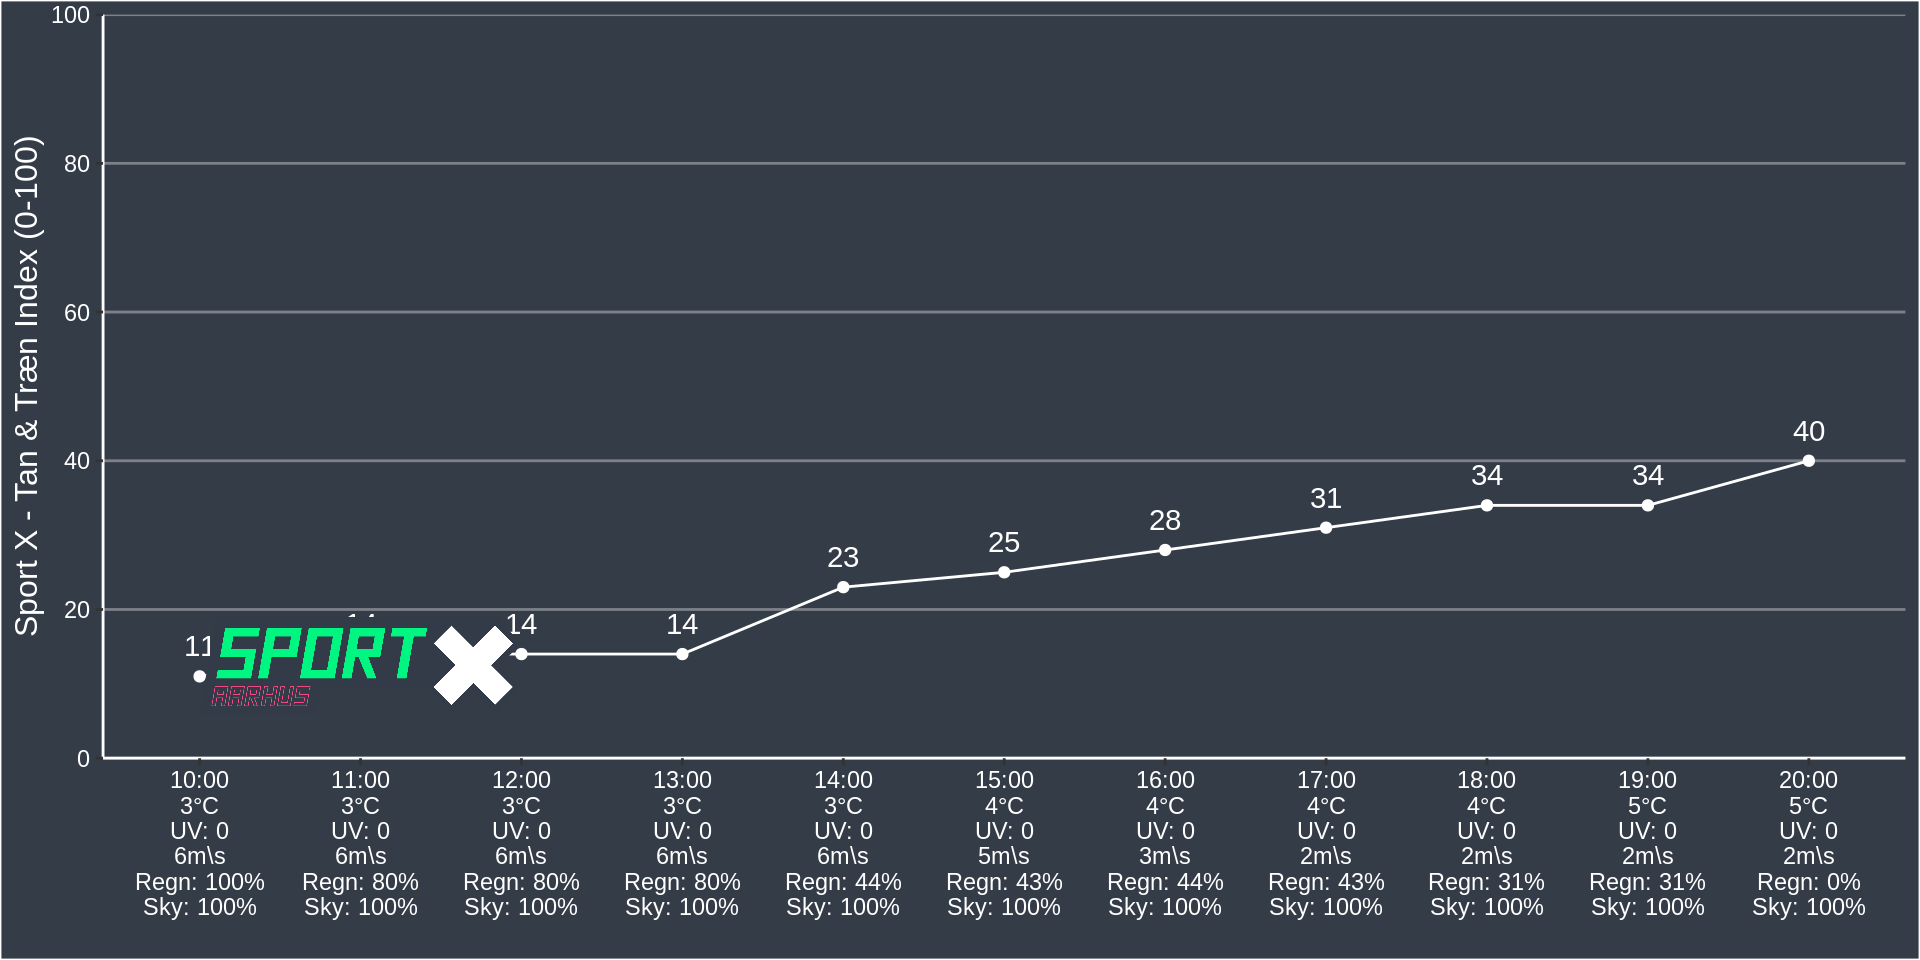 Sport X - Tan & Træn Index (0-100)
100
80
60
40
20
0
11
14
14
23
25
28
31
34
34
40
SPORT
AARHUS
10:00 11:00 12:00 13:00 14:00 15:00 16:00 17:00 18:00 19:00 20:00
3°C 3°C 3°C 3°C 3°C 4°C 4°C 4°C 4°C 5°C 5°C
UV: 0 UV: 0 UV: 0 UV: 0 UV: 0 UV: 0 UV: 0 UV: 0 UV: 0 UV: 0 UV: 0
6m\s 6m\s 6m\s 6m\s 6m\s 5m\s 3m\s 2m\s 2m\s 2m\s 2m\s
Regn: 100% Regn: 80% Regn: 80% Regn: 80% Regn: 44% Regn: 43% Regn: 44% Regn: 43% Regn: 31% Regn: 31% Regn: 0%
Sky: 100% Sky: 100% Sky: 100% Sky: 100% Sky: 100% Sky: 100% Sky: 100% Sky: 100% Sky: 100% Sky: 100% Sky: 100%